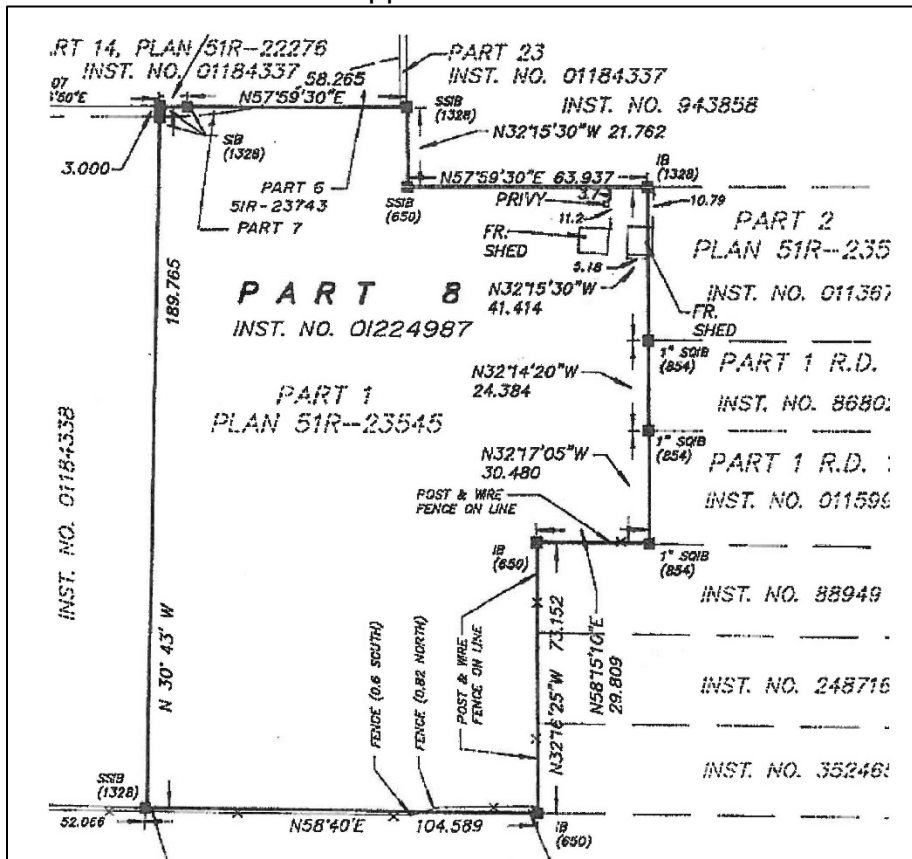 .RT 14, PLAN 51R-22276
INST. NO. 01184337
58.265
PART 23
INST. NO. 01184337
INST. NO. 943858
07
N57°59'30"E
SSIB
(1328)
N32°15'30"W 21.762
SIB
(1328)
3.000
N57°59'30"E 63.937
IB
(1328)
PART 6
51R-23743
PART 7
SSIB
(650)
3.7
PRIVY
11.2
10.79
FR.
SHED
5.18
PART 2
PLAN 51R--235
PART 8
INST. NO. 01224987
N32°15'30"W
41.414
INST. NO. 011367
FR.
SHED
189.765
1" SQIB
(854)
PART 1 R.D.
PART 1
PLAN 51R--23545
N32°14'20"W
24.384
INST. NO. 86802
1" SQIB
(854)
N32°17'05"W
30.480
PART 1 R.D.
INST. NO. 011599
POST & WIRE
FENCE ON LINE
INST. NO. 01184338
IB
(650)
1" SQIB
(854)
INST. NO. 88949
N 30° 43' W
FENCE (0.6 SOUTH)
FENCE (0.82 NORTH)
POST & WIRE
FENCE ON LINE
N32°16'25"W 73.152
N58°15'10"E
29.809
INST. NO. 248716
INST. NO. 352465
SSIB
(1328)
52.066
N58°40'E 104.589
IB
(650)